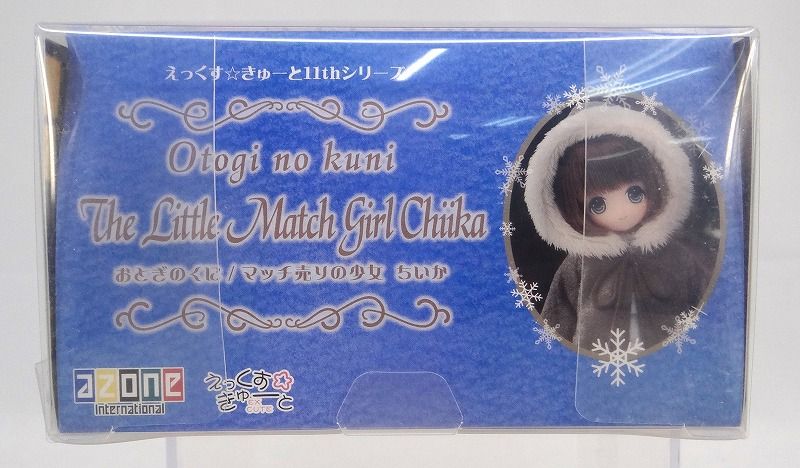 えっくす☆きゅーと11thシリーズ
Otogi no kuni
The Little Match Girl Chiika
おとぎのくに/マッチ売りの少女 ちいか
azone
International
えっくす☆
きゅーと
EX
CUTE